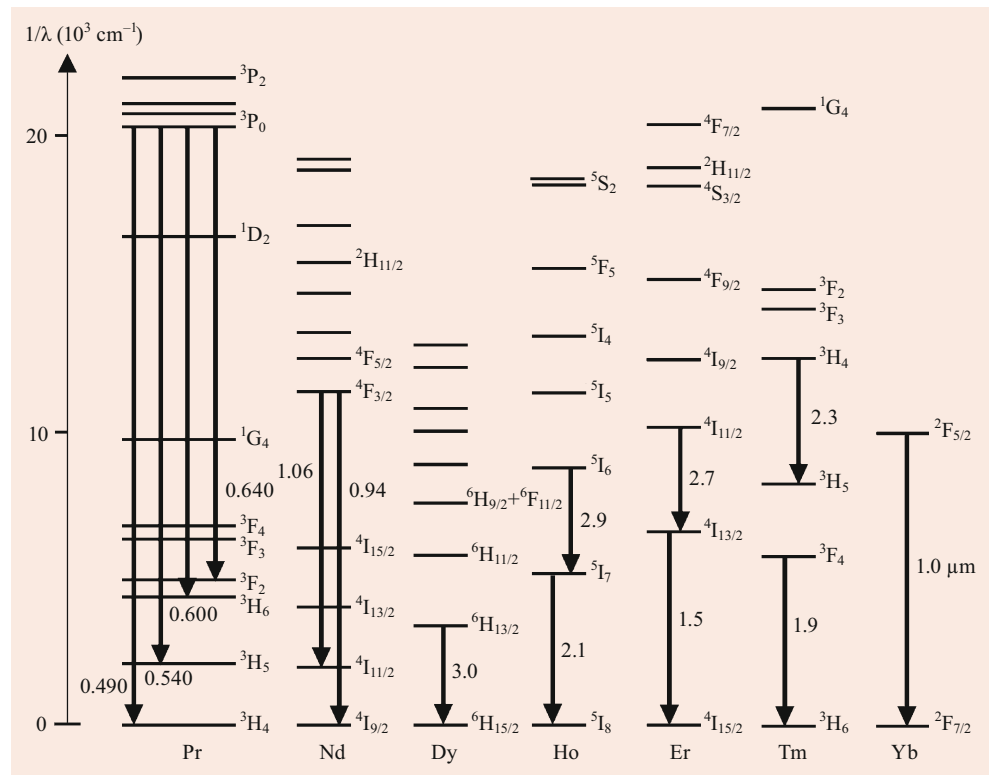 1/λ (10³ cm⁻¹)
20
10
0
³P₂
³P₀
¹D₂
¹G₄
0.640
³F₄
³F₃
³F₂
³H₆
0.600
³H₅
0.540
0.490
³H₄
Pr
²H₁₁/₂
⁴F₅/₂
⁴F₃/₂
1.06
0.94
⁴I₁₅/₂
⁴I₁₃/₂
⁴I₁₁/₂
⁴I₉/₂
Nd
⁶H₉/₂+⁶F₁₁/₂
⁶H₁₁/₂
⁶H₁₃/₂
3.0
⁶H₁₅/₂
Dy
⁵S₂
⁵F₅
⁵I₄
⁵I₅
⁵I₆
2.9
⁵I₇
2.1
⁵I₈
Ho
⁴F₇/₂
²H₁₁/₂
⁴S₃/₂
⁴F₉/₂
⁴I₉/₂
⁴I₁₁/₂
2.7
⁴I₁₃/₂
1.5
⁴I₁₅/₂
Er
¹G₄
³F₂
³F₃
³H₄
2.3
³H₅
³F₄
1.9
³H₆
Tm
²F₅/₂
1.0 µm
²F₇/₂
Yb